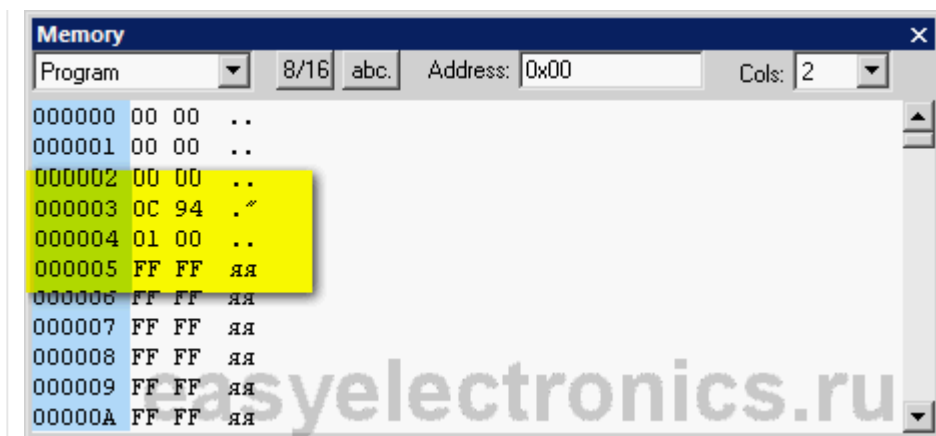 Memory
Program 8/16 abc. Address: 0x00 Cols: 2
000000 00 00 ..
000001 00 00 ..
000002 00 00 ..
000003 0C 94 .”
000004 01 00 ..
000005 FF FF яя
000006 FF FF яя
000007 FF FF яя
000008 FF FF яя
000009 FF FF яя
00000A FF FF яя
easyelectronics.ru